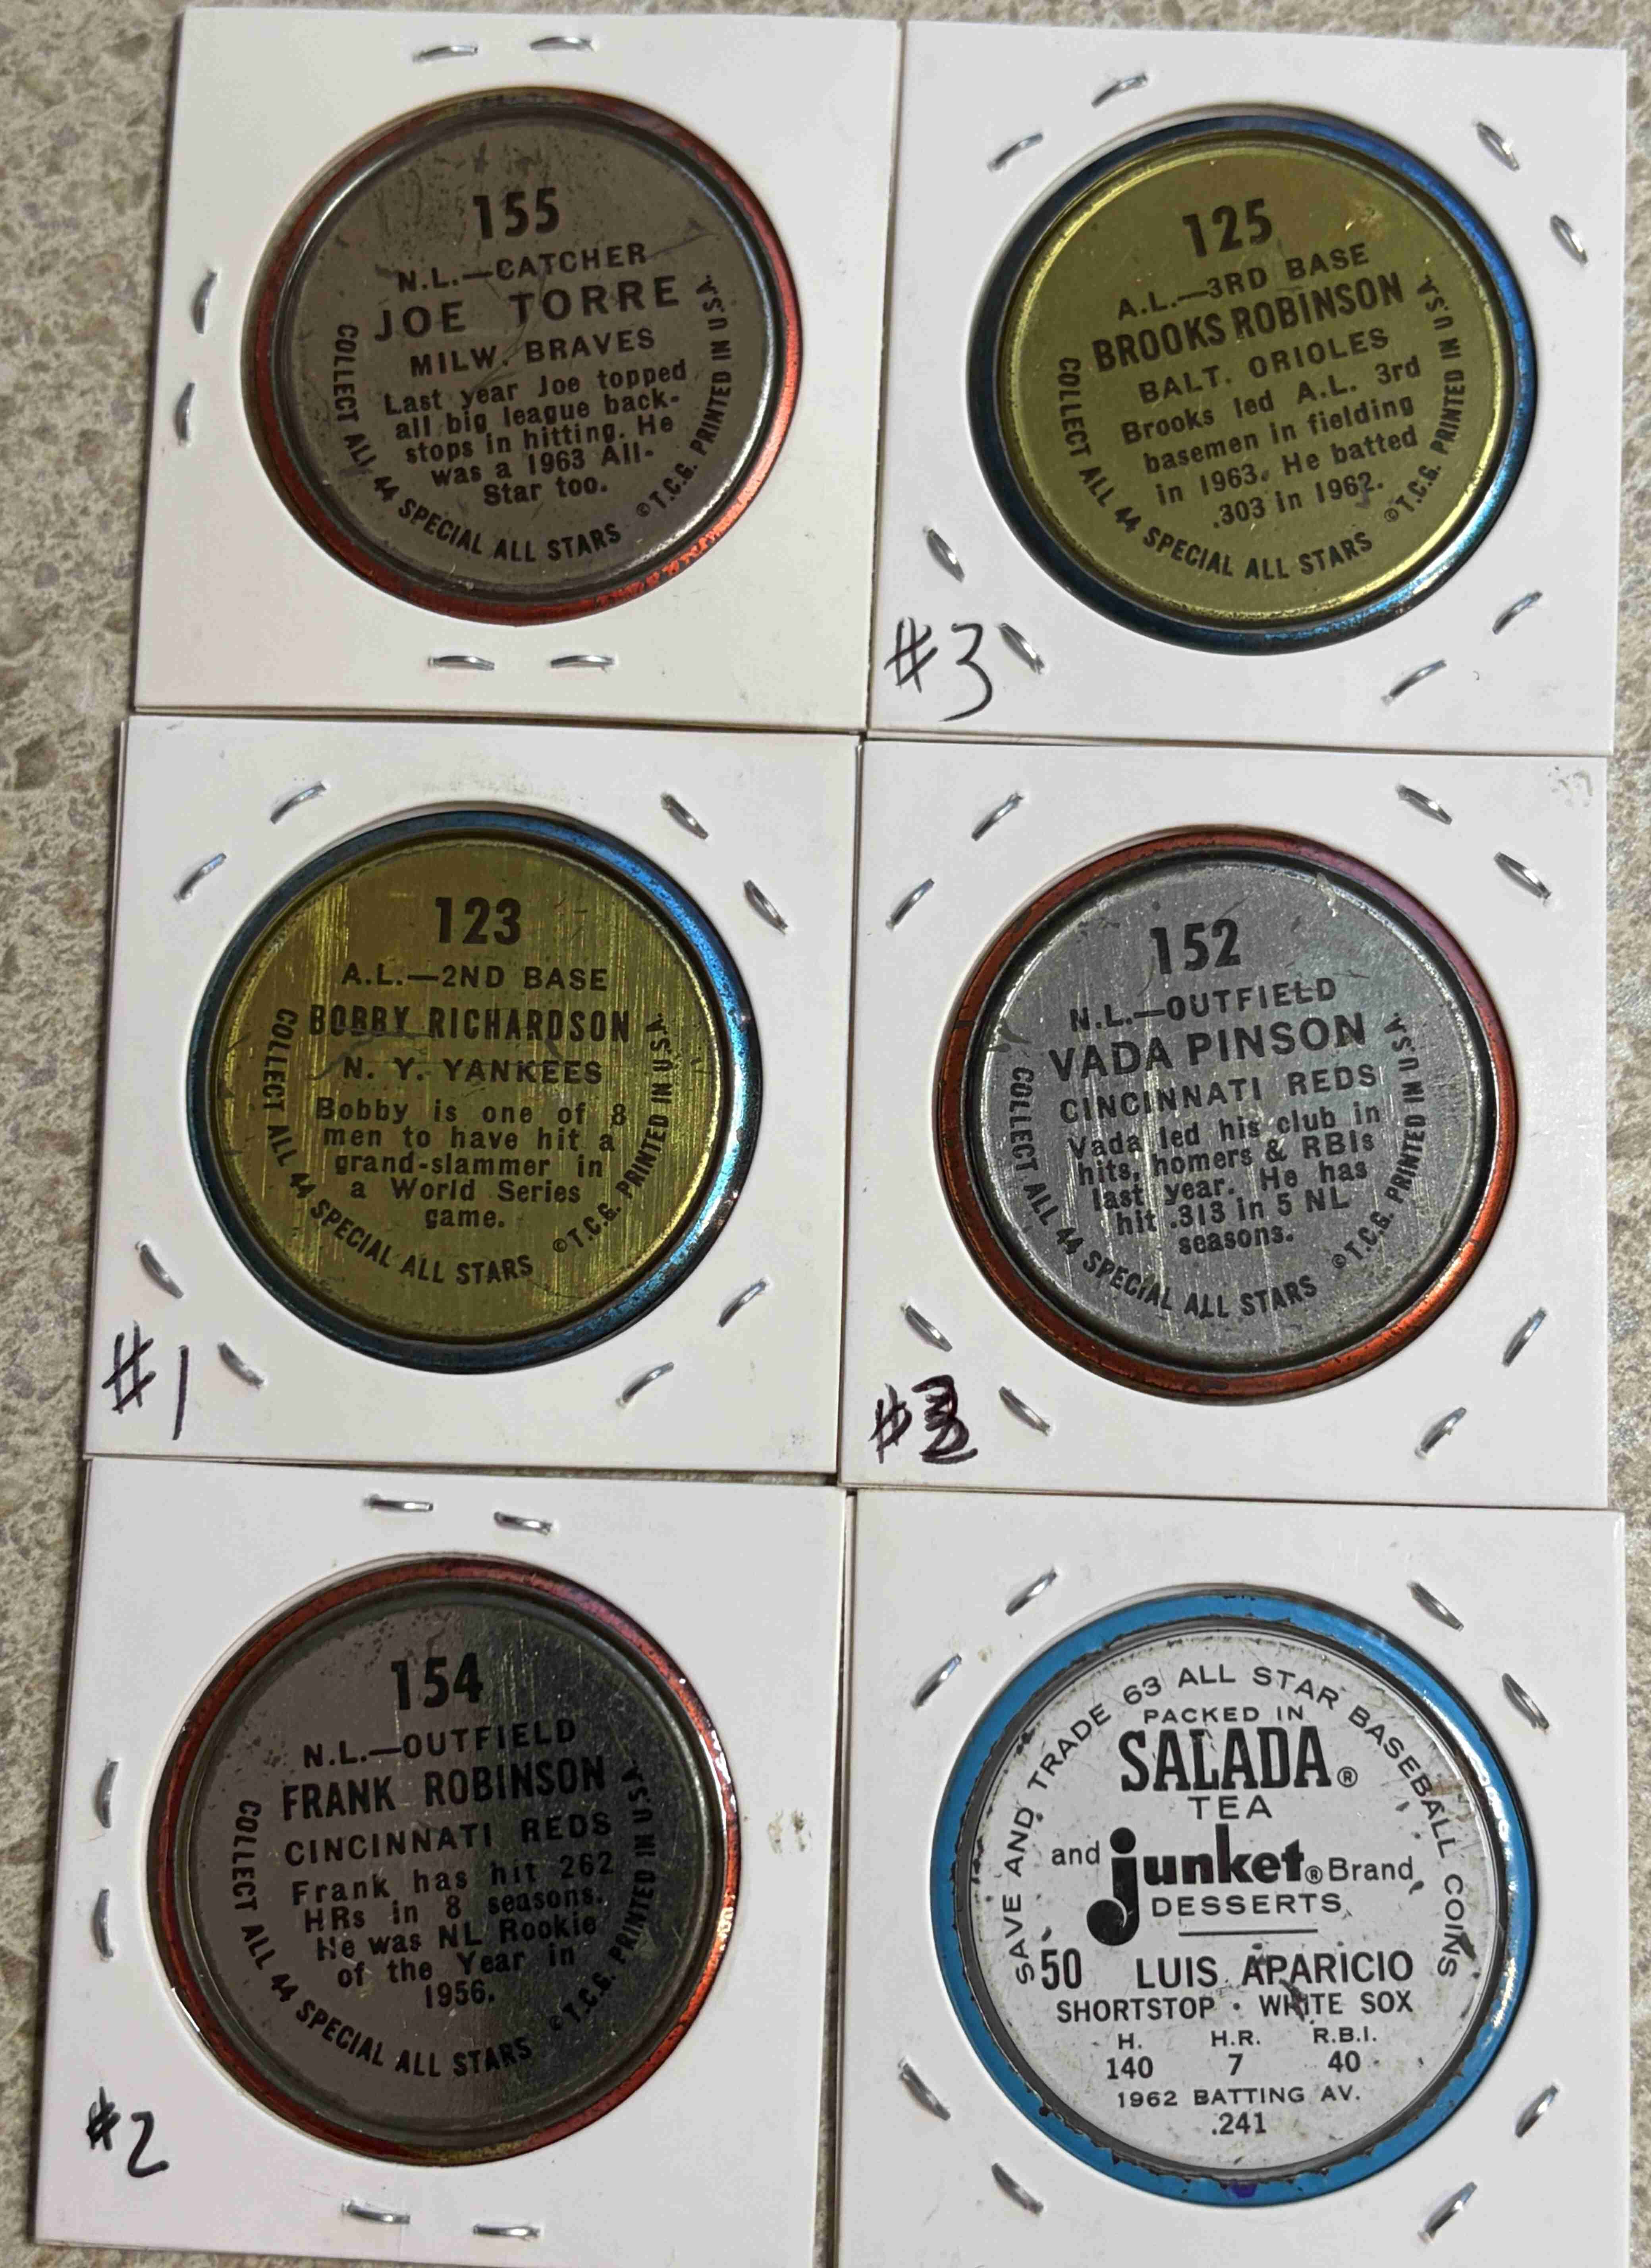 155
N.L.—CATCHER
JOE TORRE
MILW. BRAVES
Last year Joe topped
all big league back-
stops in hitting. He
was a 1963 All-
Star too.
COLLECT ALL 44 SPECIAL ALL STARS ©T.C.G. PRINTED IN U.S.A.
125
A.L.—3RD BASE
BROOKS ROBINSON
BALT. ORIOLES
Brooks led A.L. 3rd
basemen in fielding
in 1963. He batted
.303 in 1962.
COLLECT ALL 44 SPECIAL ALL STARS ©T.C.G. PRINTED IN U.S.A.
#3
123
A.L.—2ND BASE
BOBBY RICHARDSON
N. Y. YANKEES
Bobby is one of 8
men to have hit a
grand-slammer in
a World Series
game.
COLLECT ALL 44 SPECIAL ALL STARS ©T.C.G. PRINTED IN U.S.A.
#1
152
N.L.—OUTFIELD
VADA PINSON
CINCINNATI REDS
Vada led his club in
hits, homers & RBIs
last year. He has
hit .313 in 5 NL
seasons.
COLLECT ALL 44 SPECIAL ALL STARS ©T.C.G. PRINTED IN U.S.A.
154
N.L.—OUTFIELD
FRANK ROBINSON
CINCINNATI REDS
Frank has hit 262
HRs in 8 seasons.
He was NL Rookie
of the Year in
1956.
COLLECT ALL 44 SPECIAL ALL STARS ©T.C.G. PRINTED IN U.S.A.
#2
SAVE AND TRADE 63 ALL STAR BASEBALL COINS
PACKED IN
SALADA®
TEA
and junket® Brand
DESSERTS
50 LUIS APARICIO
SHORTSTOP · WHITE SOX
H. H.R. R.B.I.
140 7 40
1962 BATTING AV.
.241